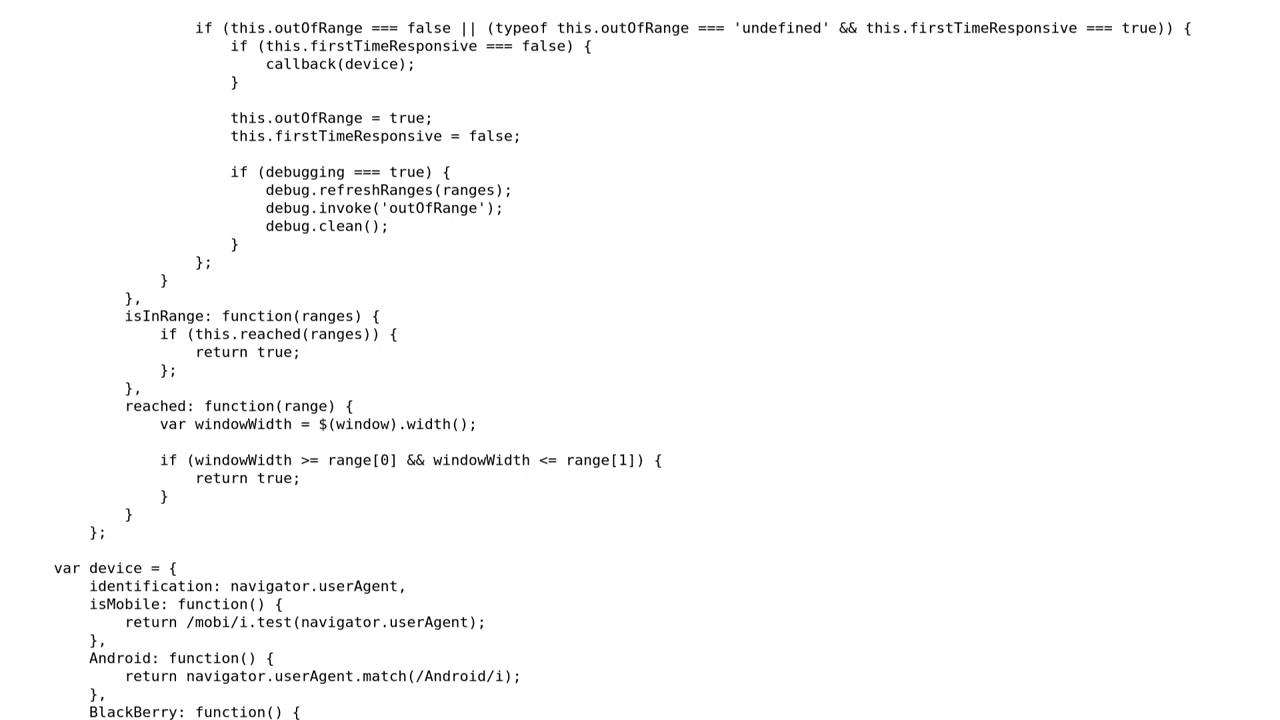 if (this.outOfRange === false || (typeof this.outOfRange === 'undefined' && this.firstTimeResponsive === true)) {
if (this.firstTimeResponsive === false) {
callback(device);
}
this.outOfRange = true;
this.firstTimeResponsive = false;
if (debugging === true) {
debug.refreshRanges(ranges);
debug.invoke('outOfRange');
debug.clean();
}
};
}
},
isInRange: function(ranges) {
if (this.reached(ranges)) {
return true;
};
},
reached: function(range) {
var windowWidth = $(window).width();
if (windowWidth >= range[0] && windowWidth <= range[1]) {
return true;
}
}
};
var device = {
identification: navigator.userAgent,
isMobile: function() {
return /mobi/i.test(navigator.userAgent);
},
Android: function() {
return navigator.userAgent.match(/Android/i);
},
BlackBerry: function() {